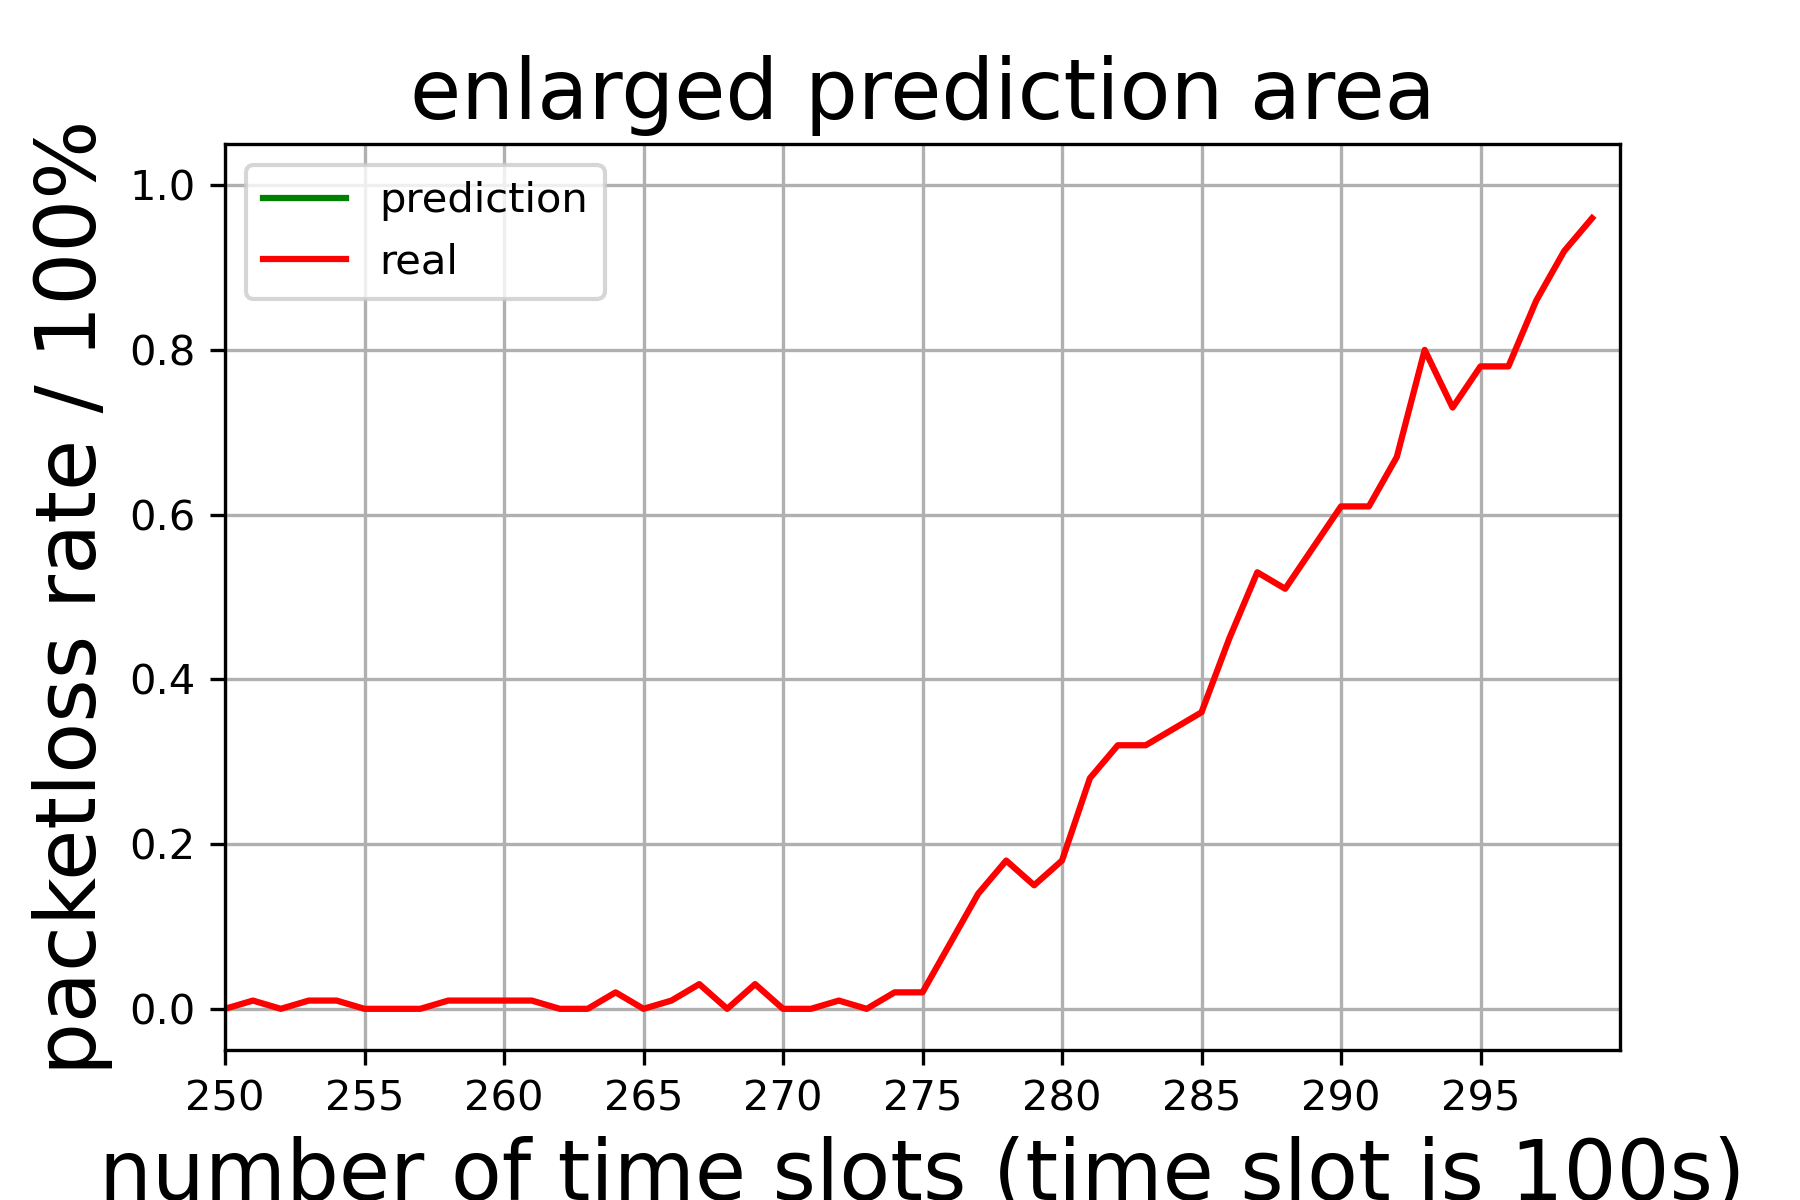 enlarged prediction area
packetloss rate / 100%
prediction
real
1.0
0.8
0.6
0.4
0.2
0.0
250 255 260 265 270 275 280 285 290 295
number of time slots (time slot is 100s)